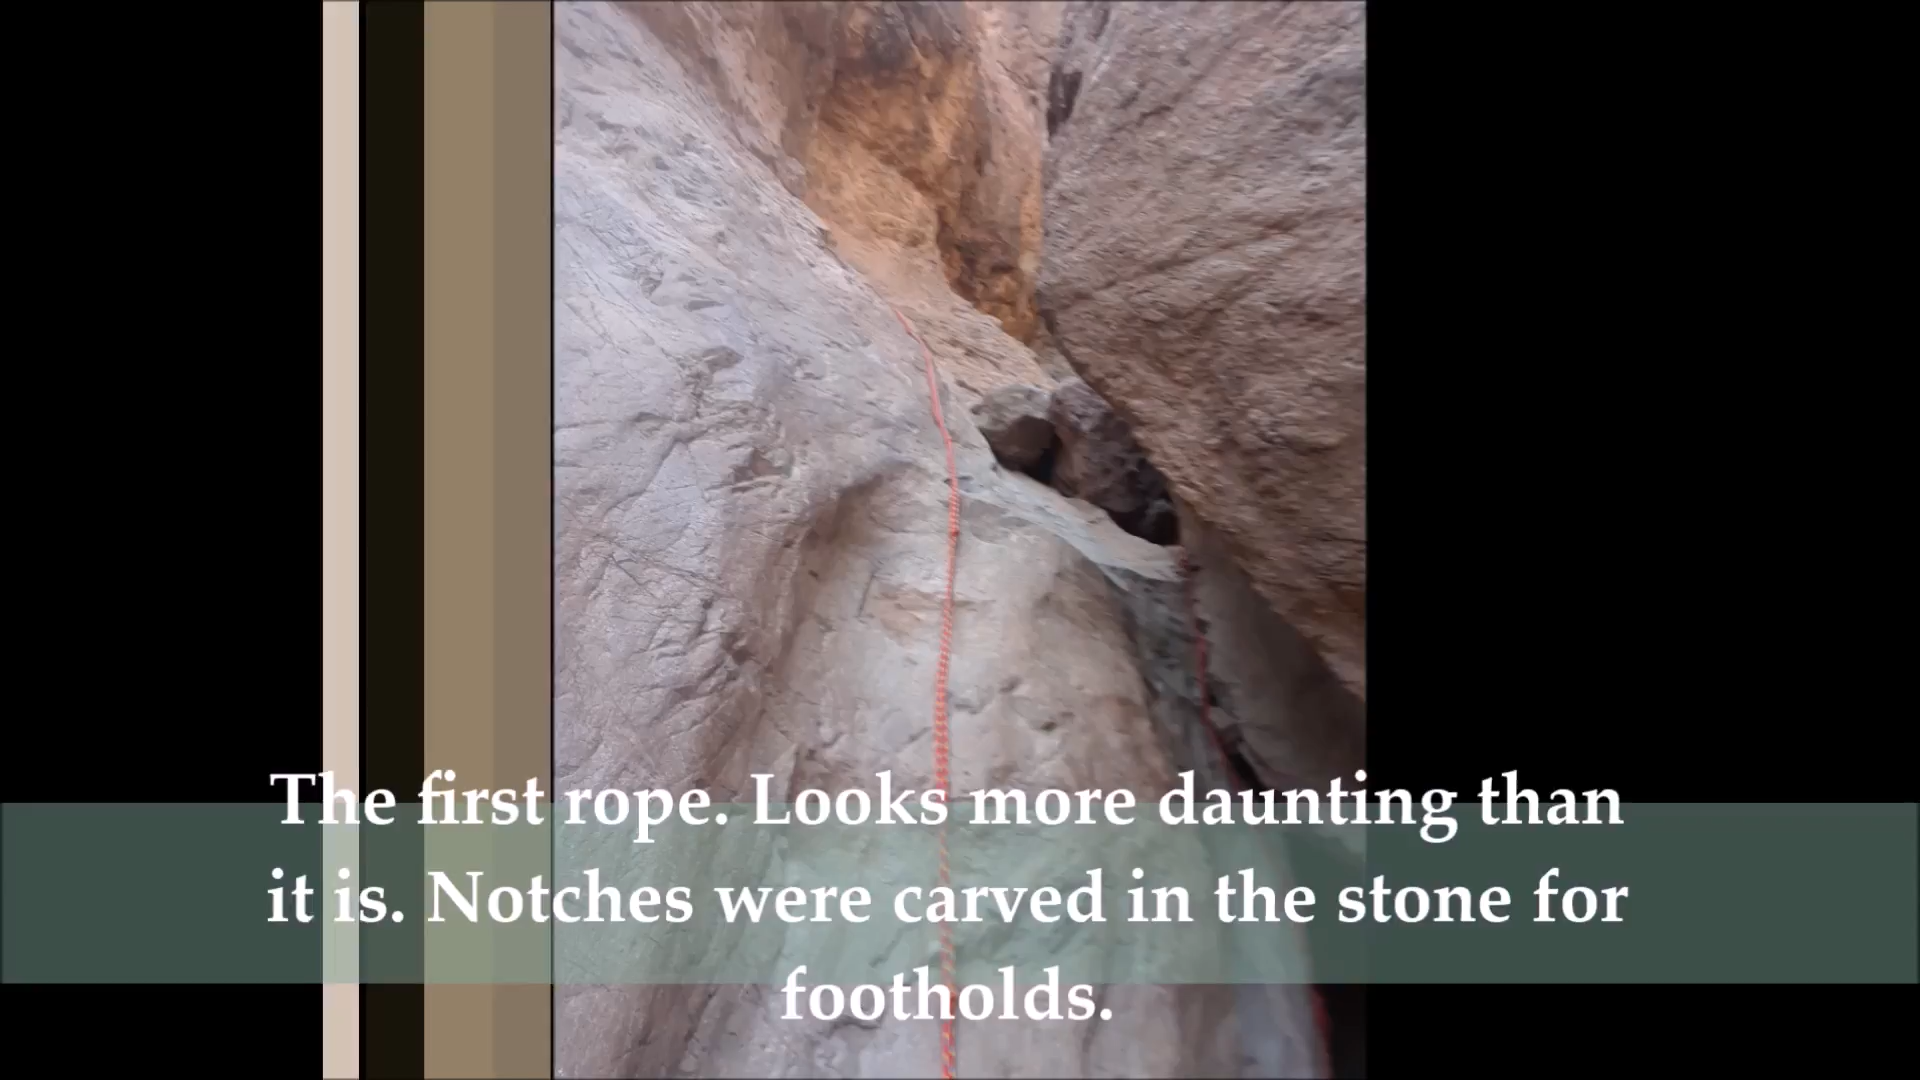 The first rope. Looks more daunting than
it is. Notches were carved in the stone for
footholds.